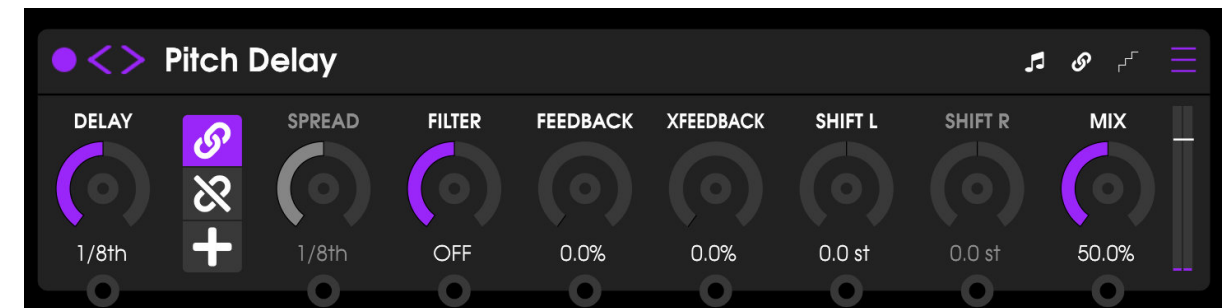 Pitch Delay
DELAY SPREAD FILTER FEEDBACK XFEEDBACK SHIFT L SHIFT R MIX
1/8th 1/8th OFF 0.0% 0.0% 0.0 st 0.0 st 50.0%